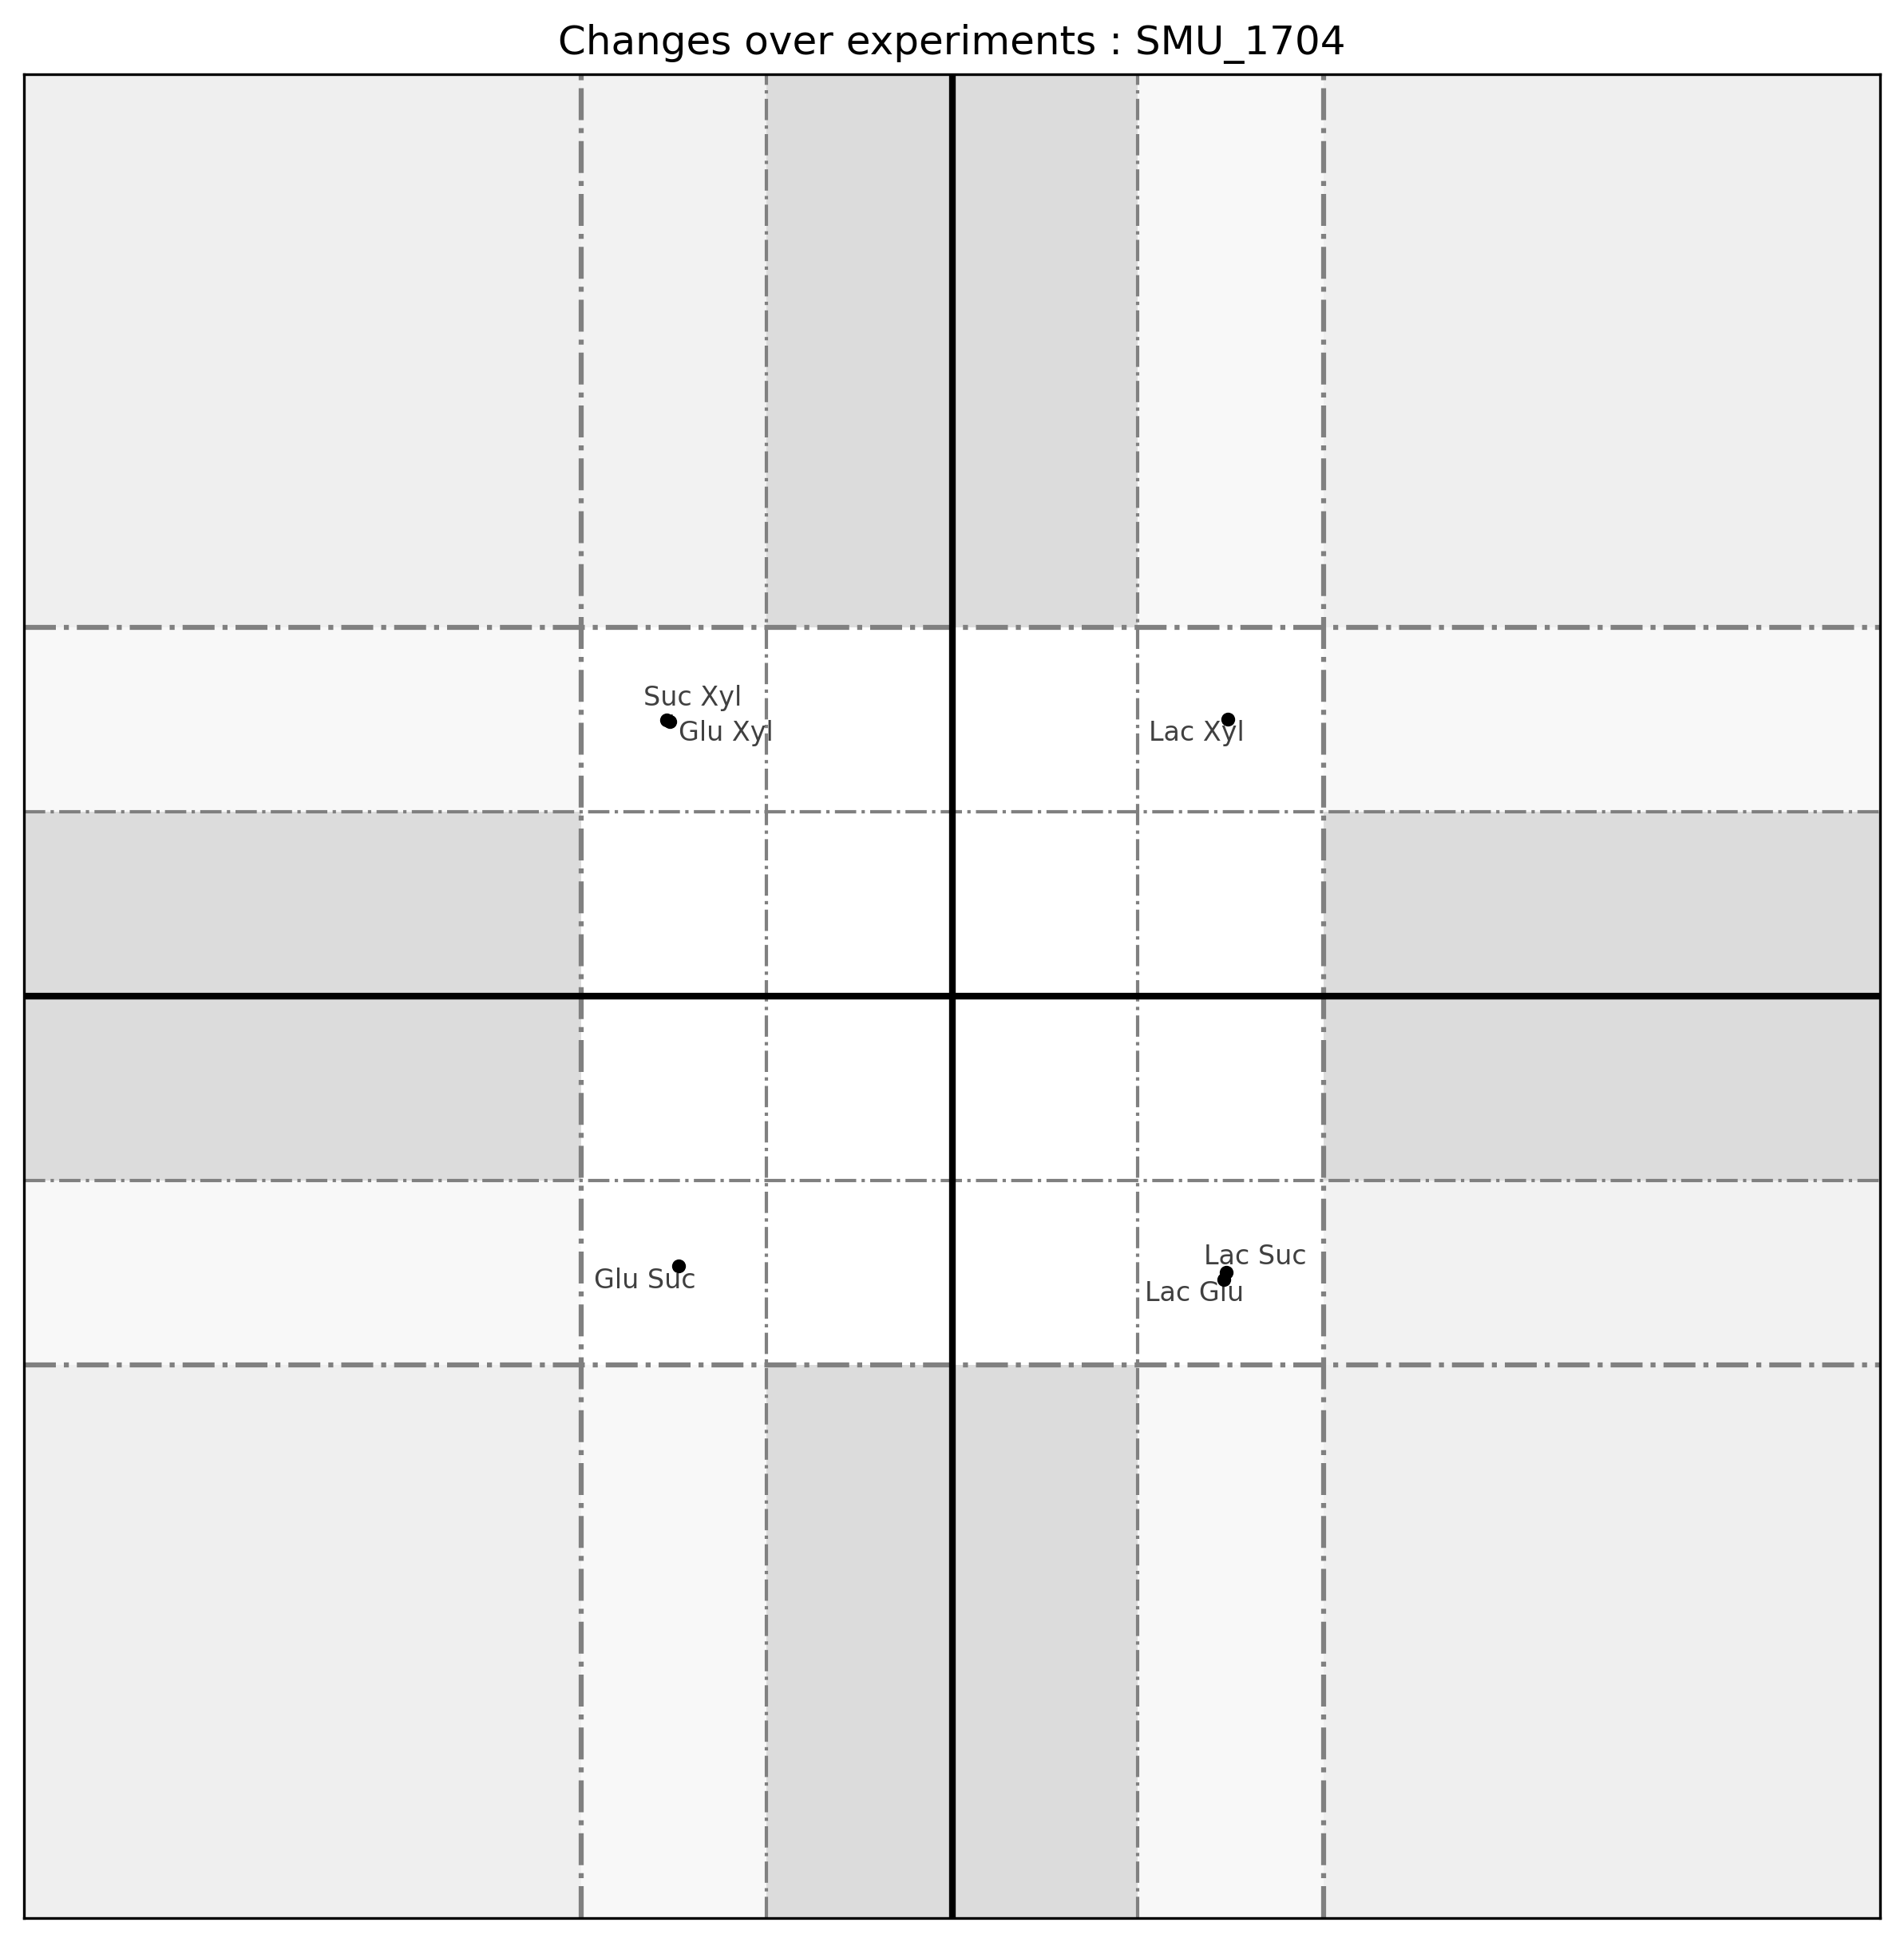 Changes over experiments : SMU_1704
Suc Xyl
Glu Xyl
Lac Xyl
Lac Suc
Glu Suc
Lac Glu